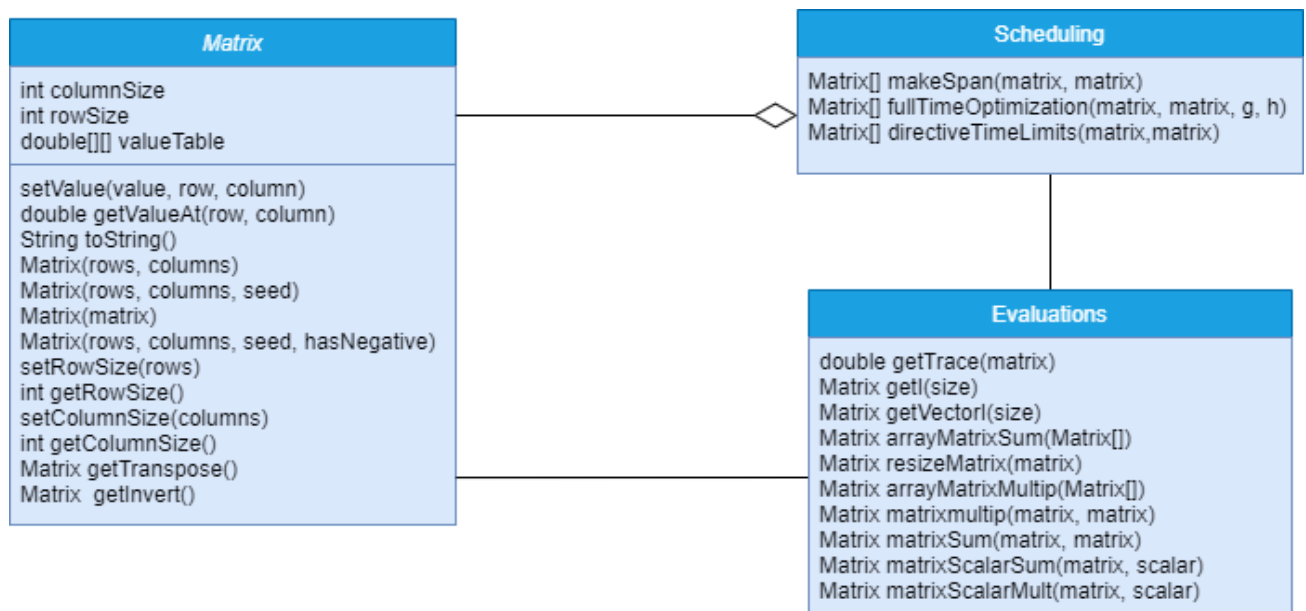 Matrix
int columnSize
int rowSize
double[][] valueTable
setValue(value, row, column)
double getValueAt(row, column)
String toString()
Matrix(rows, columns)
Matrix(rows, columns, seed)
Matrix(matrix)
Matrix(rows, columns, seed, hasNegative)
setRowSize(rows)
int getRowSize()
setColumnSize(columns)
int getColumnSize()
Matrix getTranspose()
Matrix  getInvert()
Scheduling
Matrix[] makeSpan(matrix, matrix)
Matrix[] fullTimeOptimization(matrix, matrix, g, h)
Matrix[] directiveTimeLimits(matrix,matrix)
Evaluations
double getTrace(matrix)
Matrix getI(size)
Matrix getVectorI(size)
Matrix arrayMatrixSum(Matrix[])
Matrix resizeMatrix(matrix)
Matrix arrayMatrixMultip(Matrix[])
Matrix matrixmultip(matrix, matrix)
Matrix matrixSum(matrix, matrix)
Matrix matrixScalarSum(matrix, scalar)
Matrix matrixScalarMult(matrix, scalar)